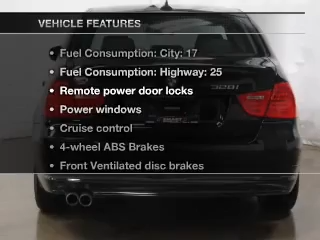 VEHICLE FEATURES
• Fuel Consumption: City: 17
• Fuel Consumption: Highway: 25
• Remote power door locks
• Power windows
• Cruise control
• 4-wheel ABS Brakes
• Front Ventilated disc brakes
328i